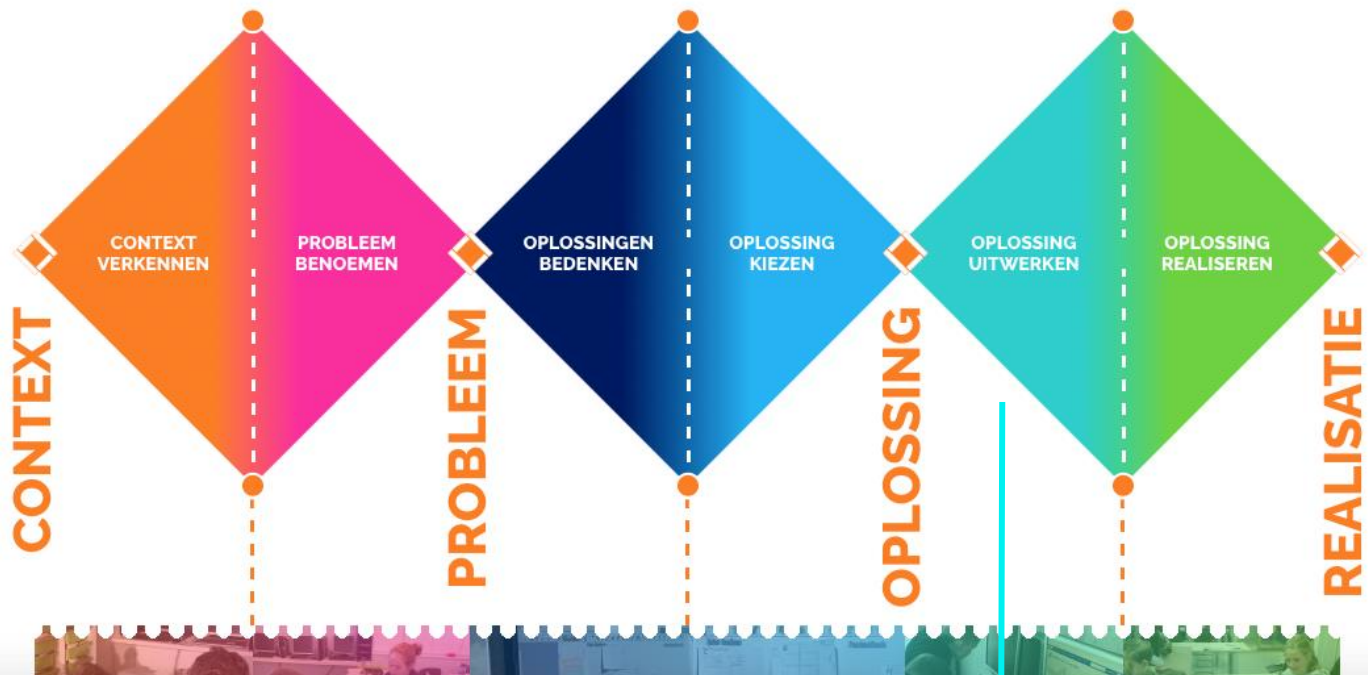 CONTEXT
VERKENNEN
PROBLEEM
BENOEMEN
OPLOSSINGEN
BEDENKEN
OPLOSSING
KIEZEN
OPLOSSING
UITWERKEN
OPLOSSING
REALISEREN
CONTEXT
PROBLEEM
OPLOSSING
REALISATIE